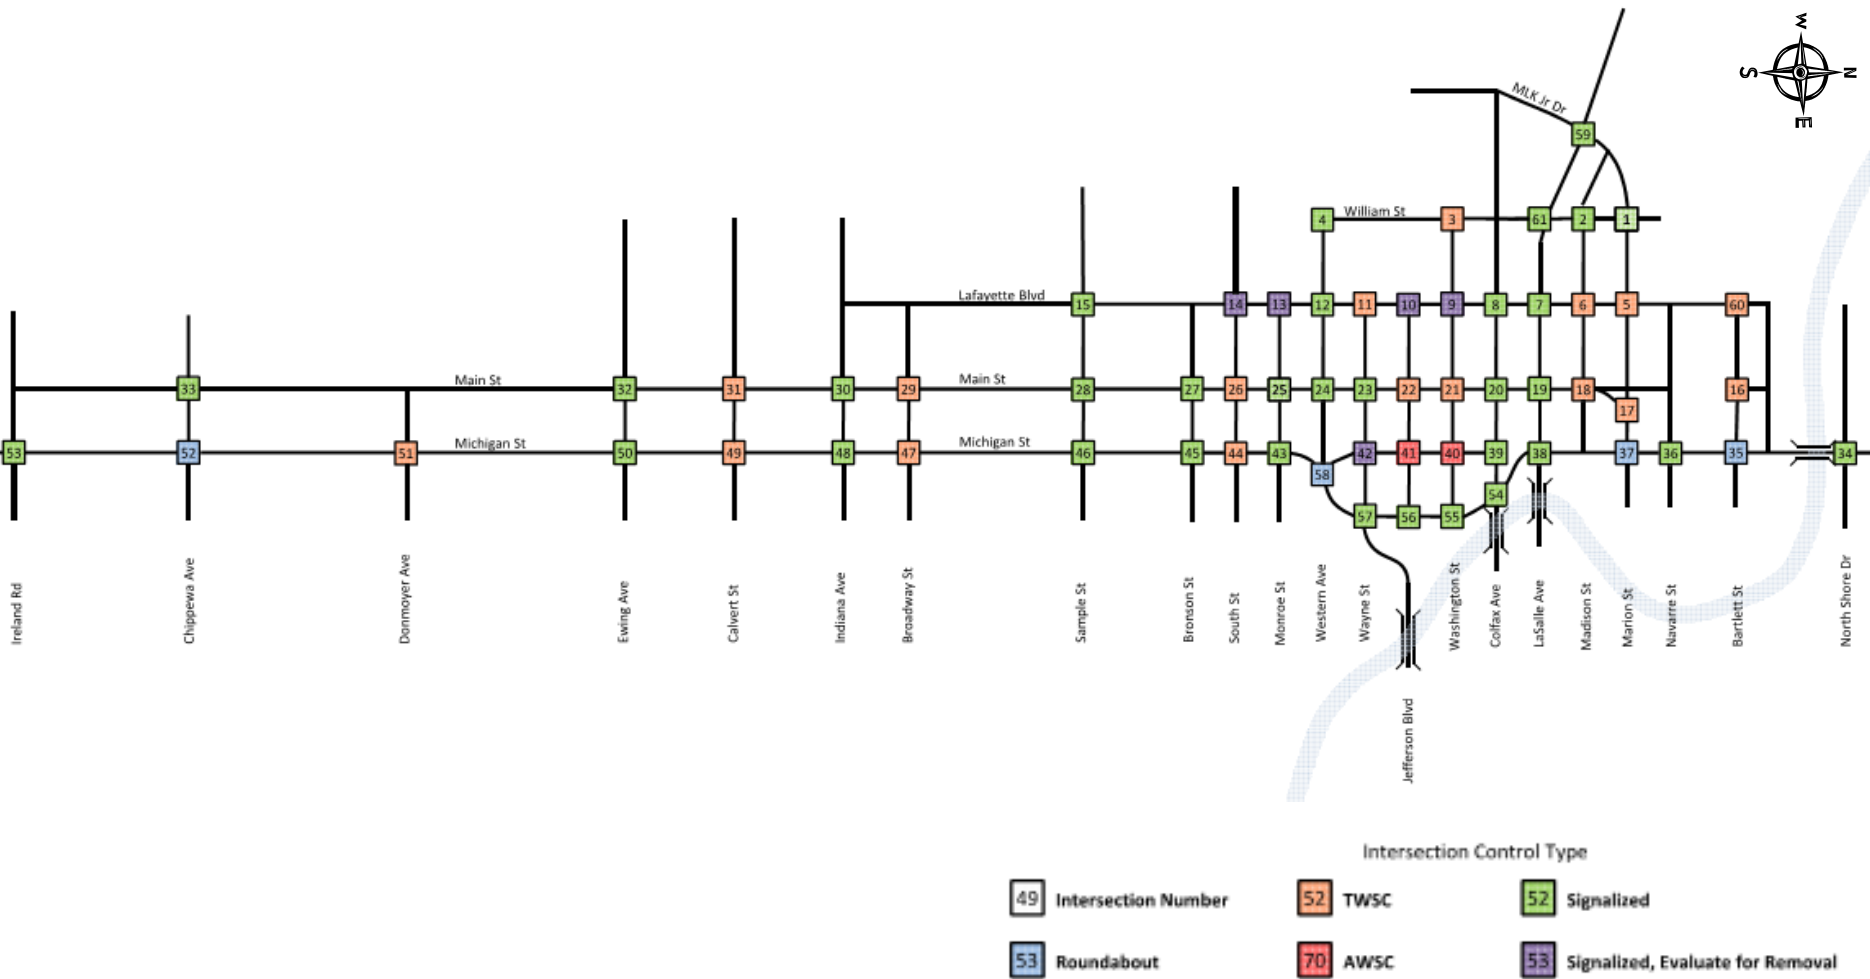 W
S
N
E
MLK Jr Dr
59
4
William St
3
61
2
1
Lafayette Blvd
15
14
13
12
11
10
9
8
7
6
5
60
33
Main St
32
31
30
29
Main St
28
27
26
25
24
23
22
21
20
19
18
16
17
53
52
51
Michigan St
50
49
48
47
Michigan St
46
45
44
43
42
41
40
39
38
37
36
35
34
58
54
57
56
55
Ireland Rd
Chippewa Ave
Donmoyer Ave
Ewing Ave
Calvert St
Indiana Ave
Broadway St
Sample St
Bronson St
South St
Monroe St
Western Ave
Wayne St
Jefferson Blvd
Washington St
Colfax Ave
LaSalle Ave
Madison St
Marion St
Navarre St
Bartlett St
North Shore Dr
Intersection Control Type
49 Intersection Number
52 TWSC
52 Signalized
53 Roundabout
70 AWSC
53 Signalized, Evaluate for Removal